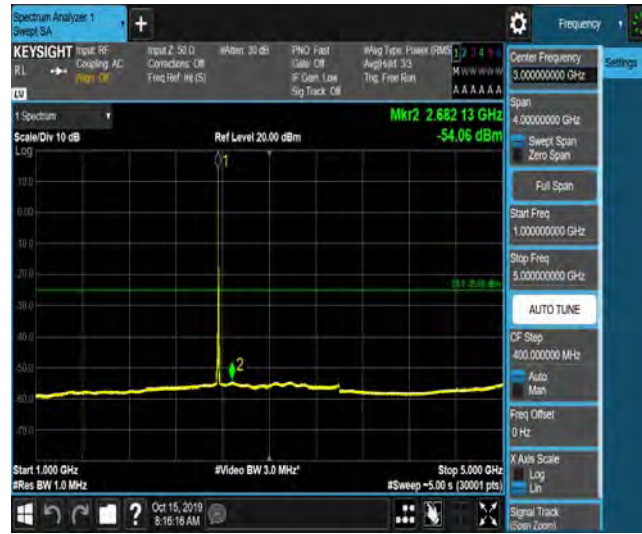 Spectrum Analyzer 1
Swept SA
+
Frequency
KEYSIGHT
Input: RF
Input Z: 50 Ω
#Atten: 30 dB
PNO: Fast
#Avg Type: Power (RMS
1 2 3 4 5 6
RL
Coupling: AC
Corrections: Off
Gate: Off
Avg|Hold: 3/3
M W W W W W
Align: Off
Freq Ref: Int (S)
IF Gain: Low
Trig: Free Run
Sig Track: Off
A A A A A A
LV
1 Spectrum
Mkr2 2.682 13 GHz
Scale/Div 10 dB
Ref Level 20.00 dBm
-54.06 dBm
Log
1
10.0
0.00
-10.0
-20.0
-30.0
-40.0
-50.0
2
-60.0
-70.0
Start 1.000 GHz
#Video BW 3.0 MHz*
Stop 5.000 GHz
#Res BW 1.0 MHz
#Sweep ~5.00 s (30001 pts)
?
Oct 15, 2019
8:16:16 AM
Center Frequency
3.000000000 GHz
Settings
Span
4.00000000 GHz
Swept Span
Zero Span
Full Span
Start Freq
1.000000000 GHz
Stop Freq
5.000000000 GHz
AUTO TUNE
CF Step
400.000000 MHz
Auto
Man
Freq Offset
0 Hz
X Axis Scale
Log
Lin
Signal Track
(Span Zoom)